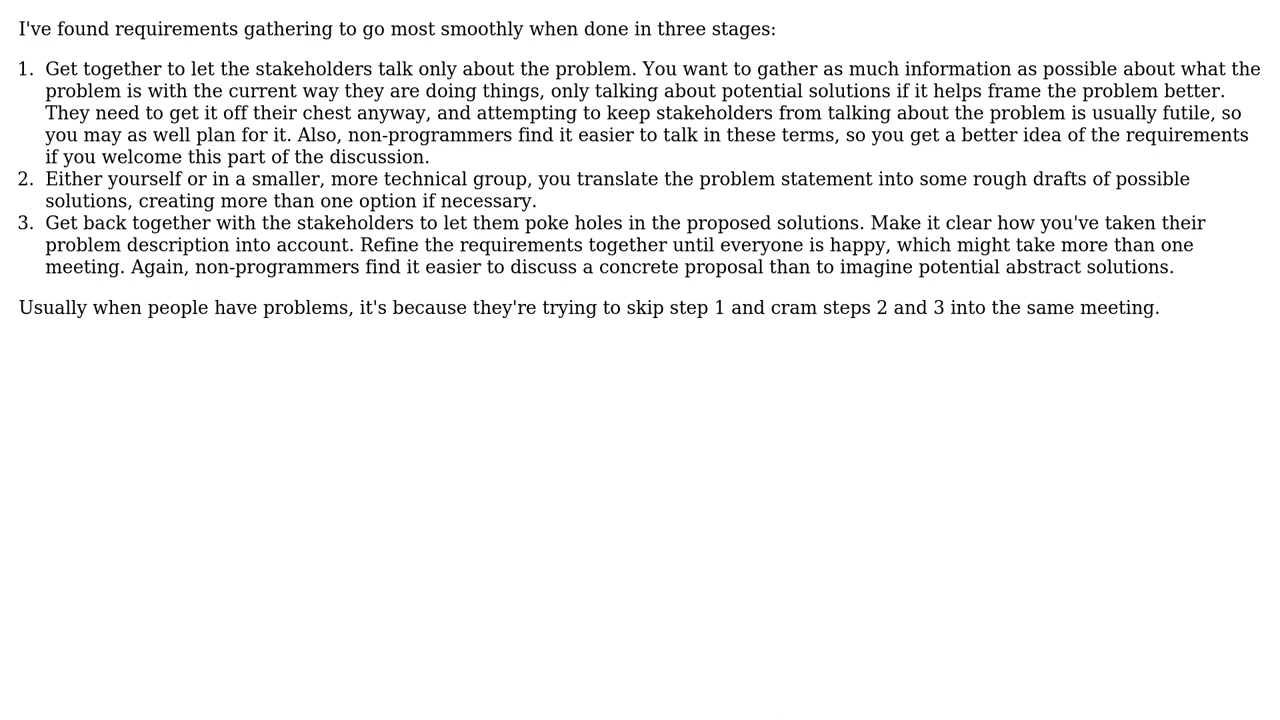 I've found requirements gathering to go most smoothly when done in three stages:
1. Get together to let the stakeholders talk only about the problem. You want to gather as much information as possible about what the
problem is with the current way they are doing things, only talking about potential solutions if it helps frame the problem better.
They need to get it off their chest anyway, and attempting to keep stakeholders from talking about the problem is usually futile, so
you may as well plan for it. Also, non-programmers find it easier to talk in these terms, so you get a better idea of the requirements
if you welcome this part of the discussion.
2. Either yourself or in a smaller, more technical group, you translate the problem statement into some rough drafts of possible
solutions, creating more than one option if necessary.
3. Get back together with the stakeholders to let them poke holes in the proposed solutions. Make it clear how you've taken their
problem description into account. Refine the requirements together until everyone is happy, which might take more than one
meeting. Again, non-programmers find it easier to discuss a concrete proposal than to imagine potential abstract solutions.
Usually when people have problems, it's because they're trying to skip step 1 and cram steps 2 and 3 into the same meeting.